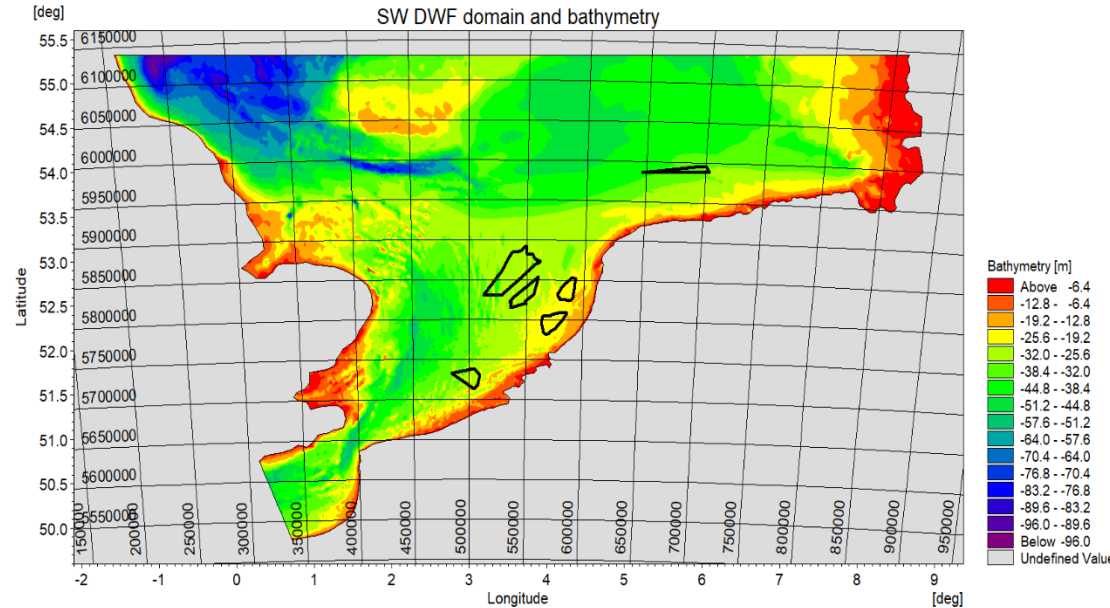 SW DWF domain and bathymetry
[deg]
55.5
55.0
54.5
54.0
53.5
53.0
52.5
52.0
51.5
51.0
50.5
50.0
Latitude
6150000
6100000
6050000
6000000
5950000
5900000
5850000
5800000
5750000
5700000
5650000
5600000
5550000
150000
200000
300000
350000
400000
450000
500000
550000
600000
700000
750000
800000
850000
900000
950000
-2
-1
0
1
2
3
4
5
6
7
8
9
Longitude
[deg]
Bathymetry [m]
Above -6.4
-12.8 - -6.4
-19.2 - -12.8
-25.6 - -19.2
-32.0 - -25.6
-38.4 - -32.0
-44.8 - -38.4
-51.2 - -44.8
-57.6 - -51.2
-64.0 - -57.6
-70.4 - -64.0
-76.8 - -70.4
-83.2 - -76.8
-89.6 - -83.2
-96.0 - -89.6
Below -96.0
Undefined Value